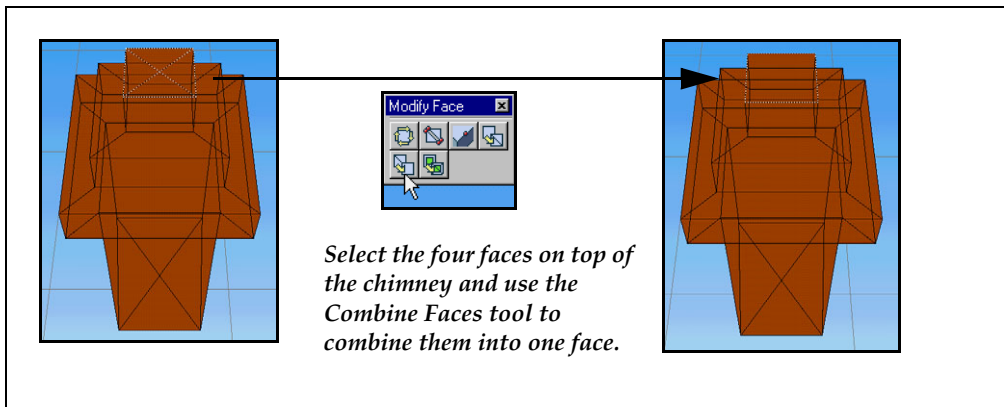 Modify Face
Select the four faces on top of
the chimney and use the
Combine Faces tool to
combine them into one face.